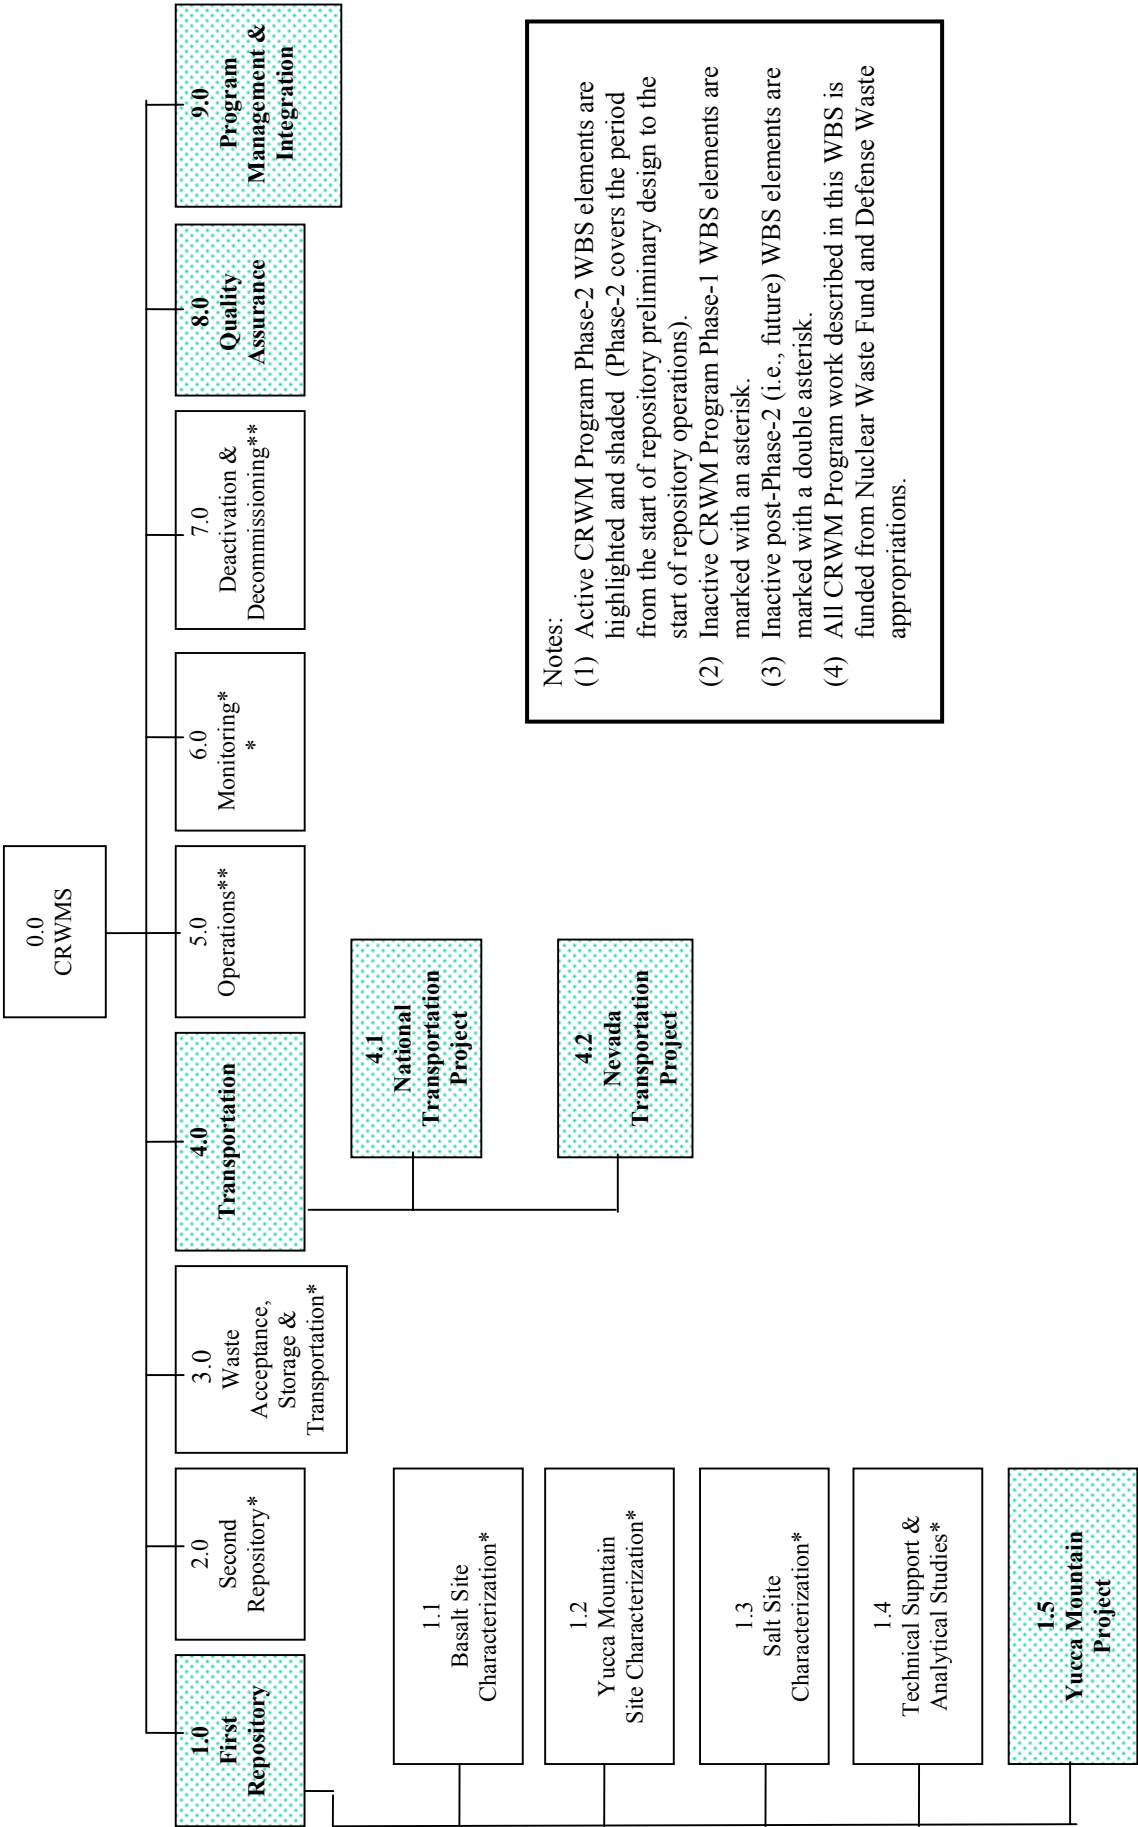 0.0
CRWMS
1.0
First
Repository
2.0
Second
Repository*
3.0
Waste
Acceptance,
Storage &
Transportation*
4.0
Transportation
5.0
Operations**
6.0
Monitoring*
*
7.0
Deactivation &
Decommissioning**
8.0
Quality
Assurance
9.0
Program
Management &
Integration
1.1
Basalt Site
Characterization*
1.2
Yucca Mountain
Site Characterization*
1.3
Salt Site
Characterization*
1.4
Technical Support &
Analytical Studies*
1.5
Yucca Mountain
Project
4.1
National
Transportation
Project
4.2
Nevada
Transportation
Project
Notes:
(1) Active CRWM Program Phase-2 WBS elements are
highlighted and shaded (Phase-2 covers the period
from the start of repository preliminary design to the
start of repository operations).
(2) Inactive CRWM Program Phase-1 WBS elements are
marked with an asterisk.
(3) Inactive post-Phase-2 (i.e., future) WBS elements are
marked with a double asterisk.
(4) All CRWM Program work described in this WBS is
funded from Nuclear Waste Fund and Defense Waste
appropriations.